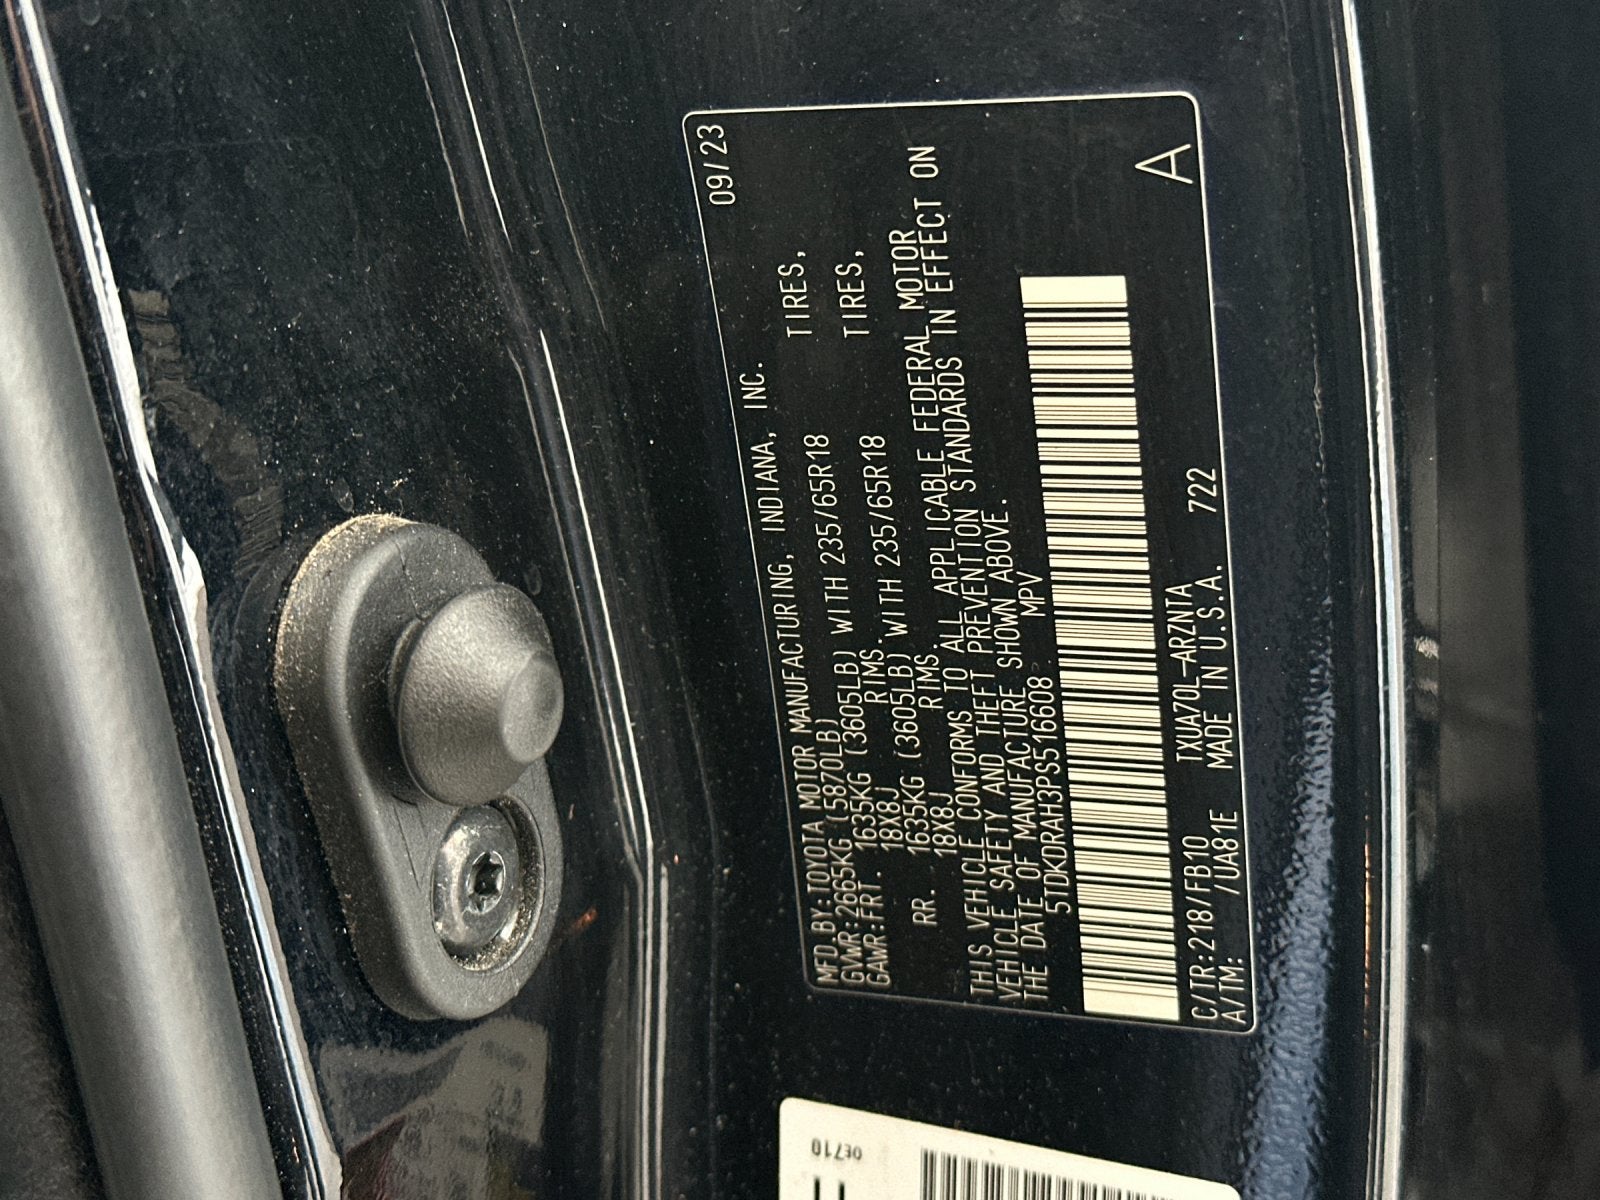 09/23
MFD.BY:TOYOTA MOTOR MANUFACTURING, INDIANA, INC.
GVWR:2665KG (5870LB)
GAWR:FRT. 1635KG (3605LB) WITH 235/65R18 TIRES,
18X8J RIMS.
RR. 1635KG (3605LB) WITH 235/65R18 TIRES,
18X8J RIMS.
THIS VEHICLE CONFORMS TO ALL APPLICABLE FEDERAL MOTOR
VEHICLE SAFETY AND THEFT PREVENTION STANDARDS IN EFFECT ON
THE DATE OF MANUFACTURE SHOWN ABOVE.
5TDKDRAH3PS516608 MPV
C/TR:218/FB10 TXUA70L-ARZNTA
A/TM: /UA81E MADE IN U.S.A. 722 A
0E710